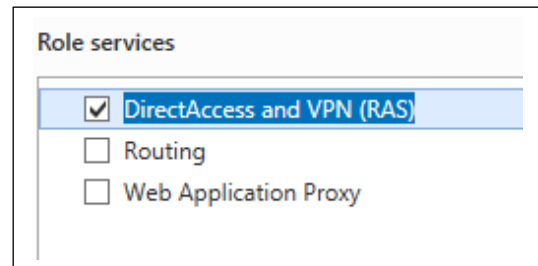 Role services
DirectAccess and VPN (RAS)
Routing
Web Application Proxy